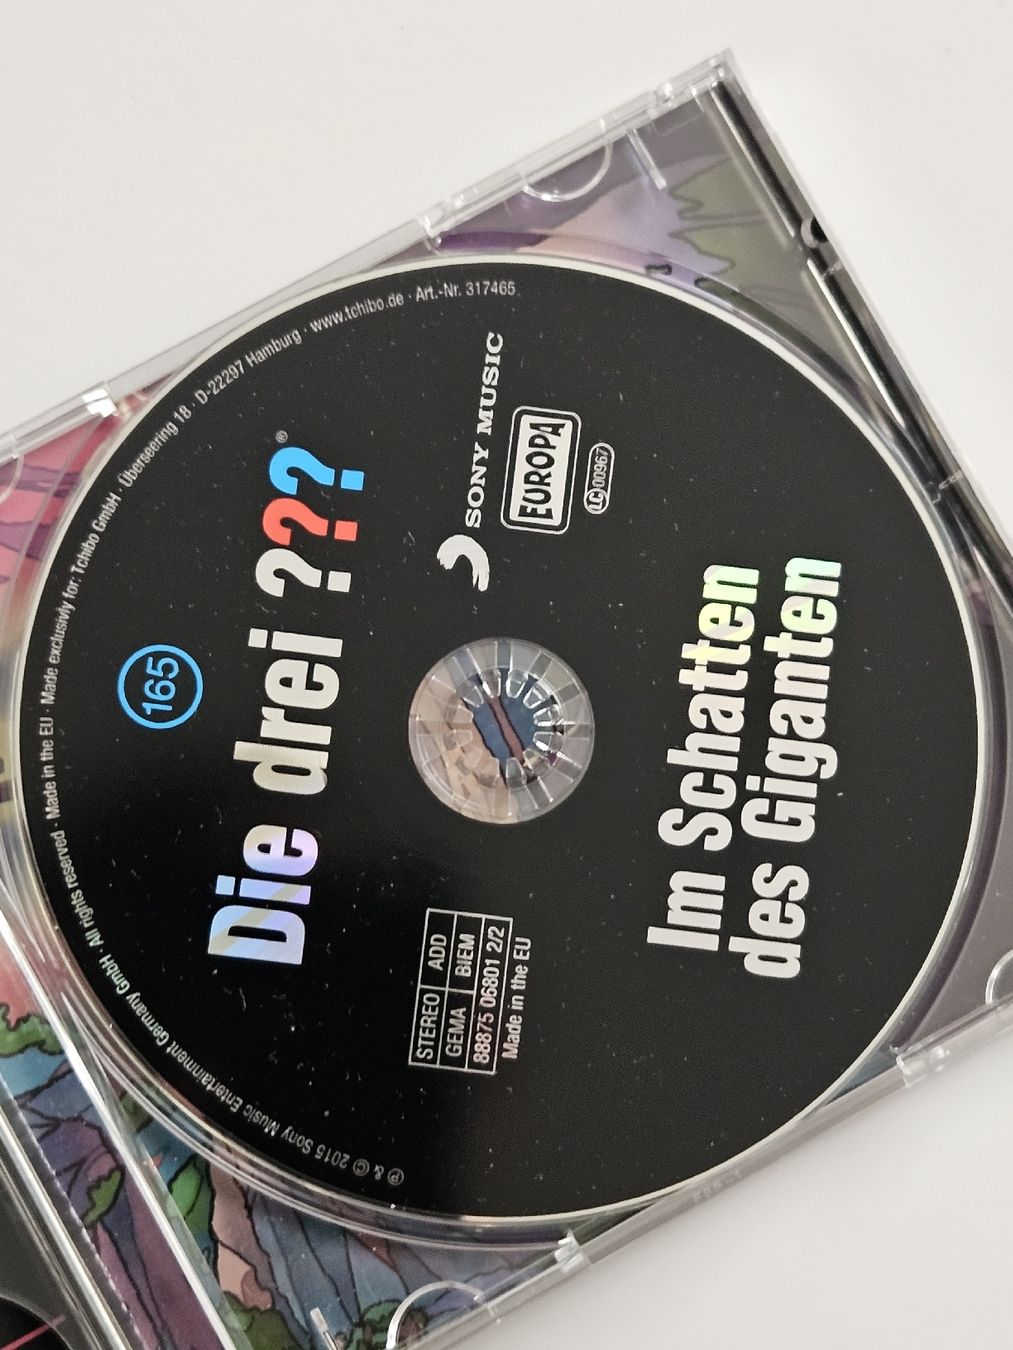 ℗ & © 2015 Sony Music Entertainment Germany GmbH · All rights reserved · Made in the EU · Made exclusivly for: Tchibo GmbH · Überseering 18 · D-22297 Hamburg · www.tchibo.de · Art.-Nr. 317465
165
Die drei ???®
STEREO ADD
GEMA BIEM
88875 06801 2/2
Made in the EU
SONY MUSIC
EUROPA
LC 00967
Im Schatten
des Giganten